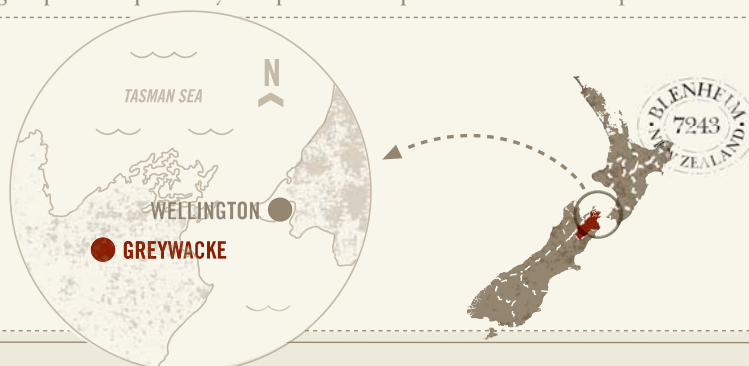 N
TASMAN SEA
WELLINGTON
GREYWACKE
BLENHEIM
7243
NEW ZEALAND